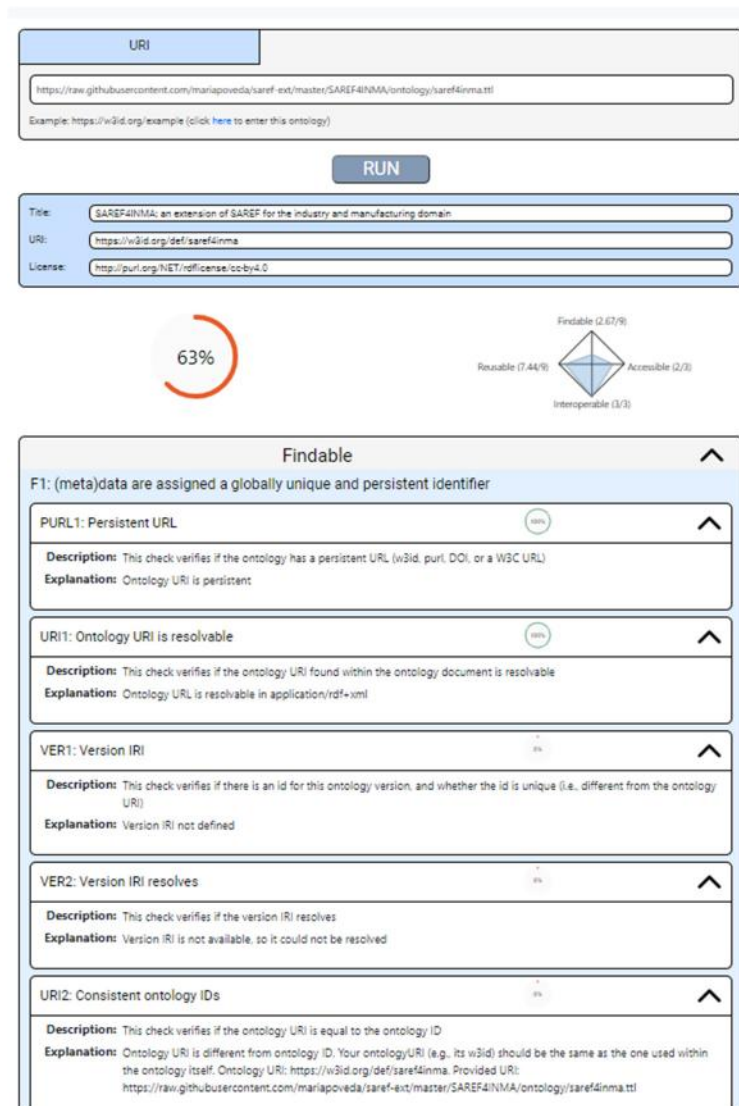 URI
https://raw.githubusercontent.com/mariapoveda/saref-ext/master/SAREF4INMA/ontology/saref4inma.ttl
Example: https://w3id.org/example (click here to enter this ontology)
RUN
Title: SAREF4INMA: an extension of SAREF for the industry and manufacturing domain
URI: https://w3id.org/def/saref4inma
License: http://purl.org/NET/rdflicense/cc-by4.0
63%
Findable (2.67/9)
Reusable (7.44/9)
Accessible (2/3)
Interoperable (3/3)
Findable
F1: (meta)data are assigned a globally unique and persistent identifier
PURL1: Persistent URL 100%
Description: This check verifies if the ontology has a persistent URL (w3id, purl, DOI, or a W3C URL)
Explanation: Ontology URI is persistent
URI1: Ontology URI is resolvable 100%
Description: This check verifies if the ontology URI found within the ontology document is resolvable
Explanation: Ontology URL is resolvable in application/rdf+xml
VER1: Version IRI 0%
Description: This check verifies if there is an id for this ontology version, and whether the id is unique (i.e., different from the ontology
URI)
Explanation: Version IRI not defined
VER2: Version IRI resolves 0%
Description: This check verifies if the version IRI resolves
Explanation: Version IRI is not available, so it could not be resolved
URI2: Consistent ontology IDs 0%
Description: This check verifies if the ontology URI is equal to the ontology ID
Explanation: Ontology URI is different from ontology ID. Your ontologyURI (e.g., its w3id) should be the same as the one used within
the ontology itself. Ontology URI: https://w3id.org/def/saref4inma. Provided URI:
https://raw.githubusercontent.com/mariapoveda/saref-ext/master/SAREF4INMA/ontology/saref4inma.ttl